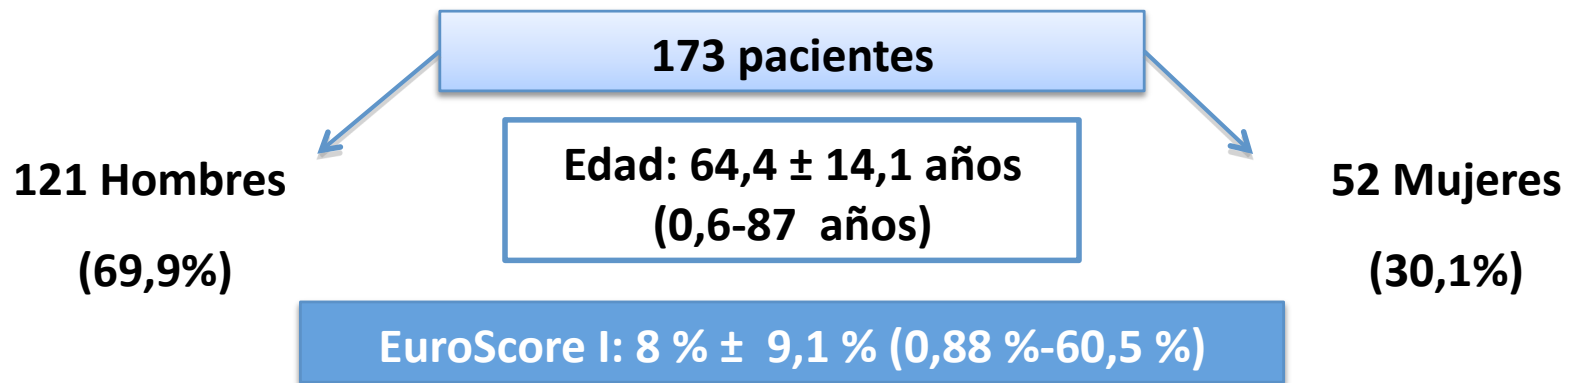 173 pacientes
121 Hombres
(69,9%)
Edad: 64,4 ± 14,1 años
(0,6-87 años)
52 Mujeres
(30,1%)
EuroScore I: 8 % ± 9,1 % (0,88 %-60,5 %)